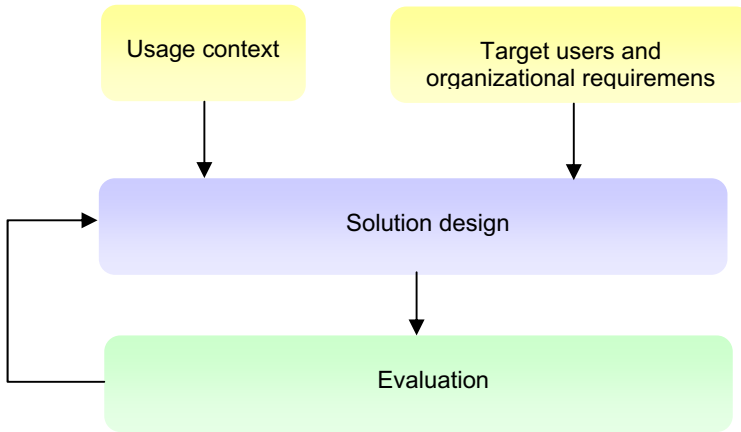 Usage context
Target users and
organizational requiremens
Solution design
Evaluation